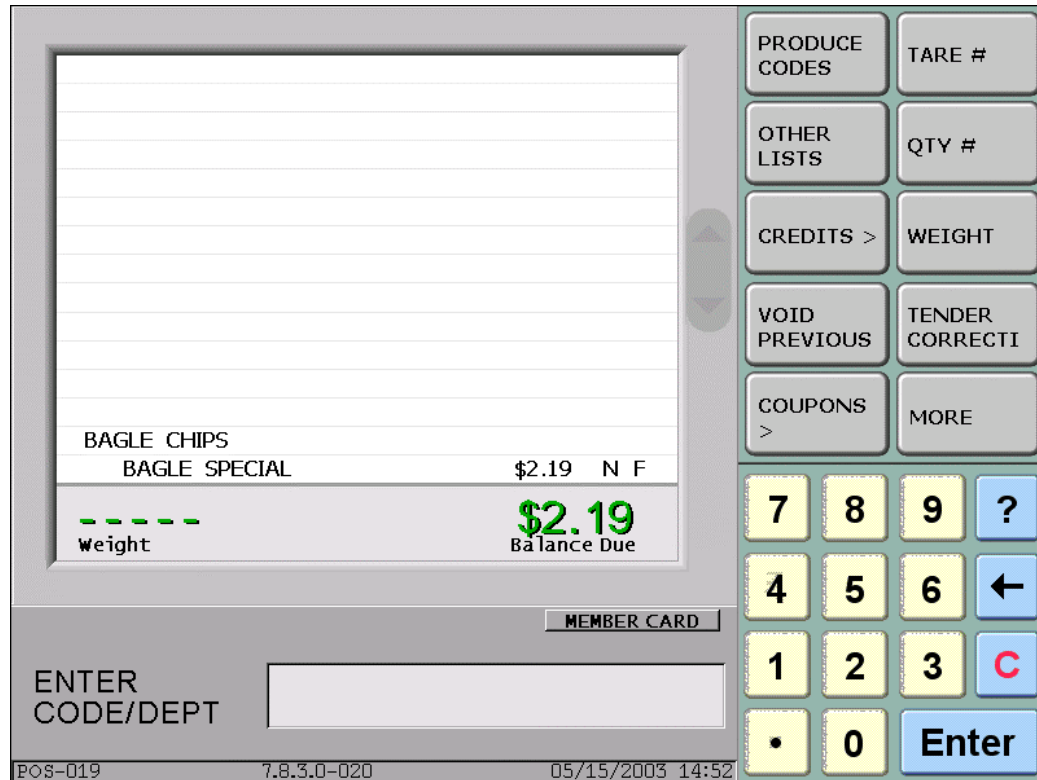 BAGLE CHIPS
BAGLE SPECIAL $2.19 N F
- - - - -
Weight
$2.19
Balance Due
MEMBER CARD
ENTER
CODE/DEPT
POS-019 7.8.3.0-020 05/15/2003 14:52
PRODUCE
CODES
TARE #
OTHER
LISTS
QTY #
CREDITS >
WEIGHT
VOID
PREVIOUS
TENDER
CORRECTI
COUPONS
>
MORE
7 8 9 ?
4 5 6 ←
1 2 3 C
. 0 Enter